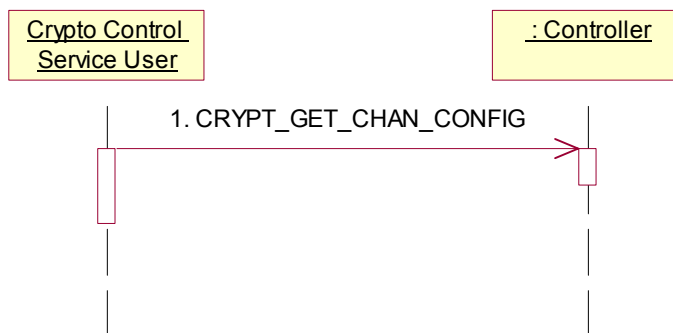 Crypto Control
Service User
: Controller
1. CRYPT_GET_CHAN_CONFIG